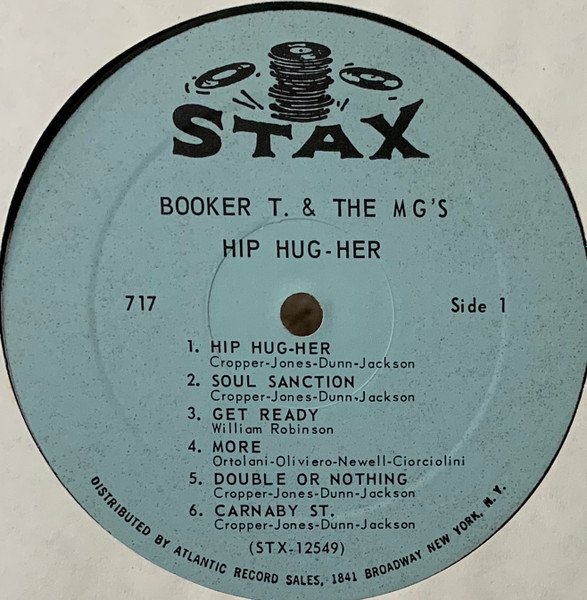 STAX
BOOKER T. & THE MG'S
HIP HUG-HER
717
Side 1
1. HIP HUG-HER
Cropper-Jones-Dunn-Jackson
2. SOUL SANCTION
Cropper-Jones-Dunn-Jackson
3. GET READY
William Robinson
4. MORE
Ortolani-Oliviero-Newell-Ciorciolini
5. DOUBLE OR NOTHING
Cropper-Jones-Dunn-Jackson
6. CARNABY ST.
Cropper-Jones-Dunn-Jackson
(STX-12549)
DISTRIBUTED BY ATLANTIC RECORD SALES, 1841 BROADWAY NEW YORK, N. Y.